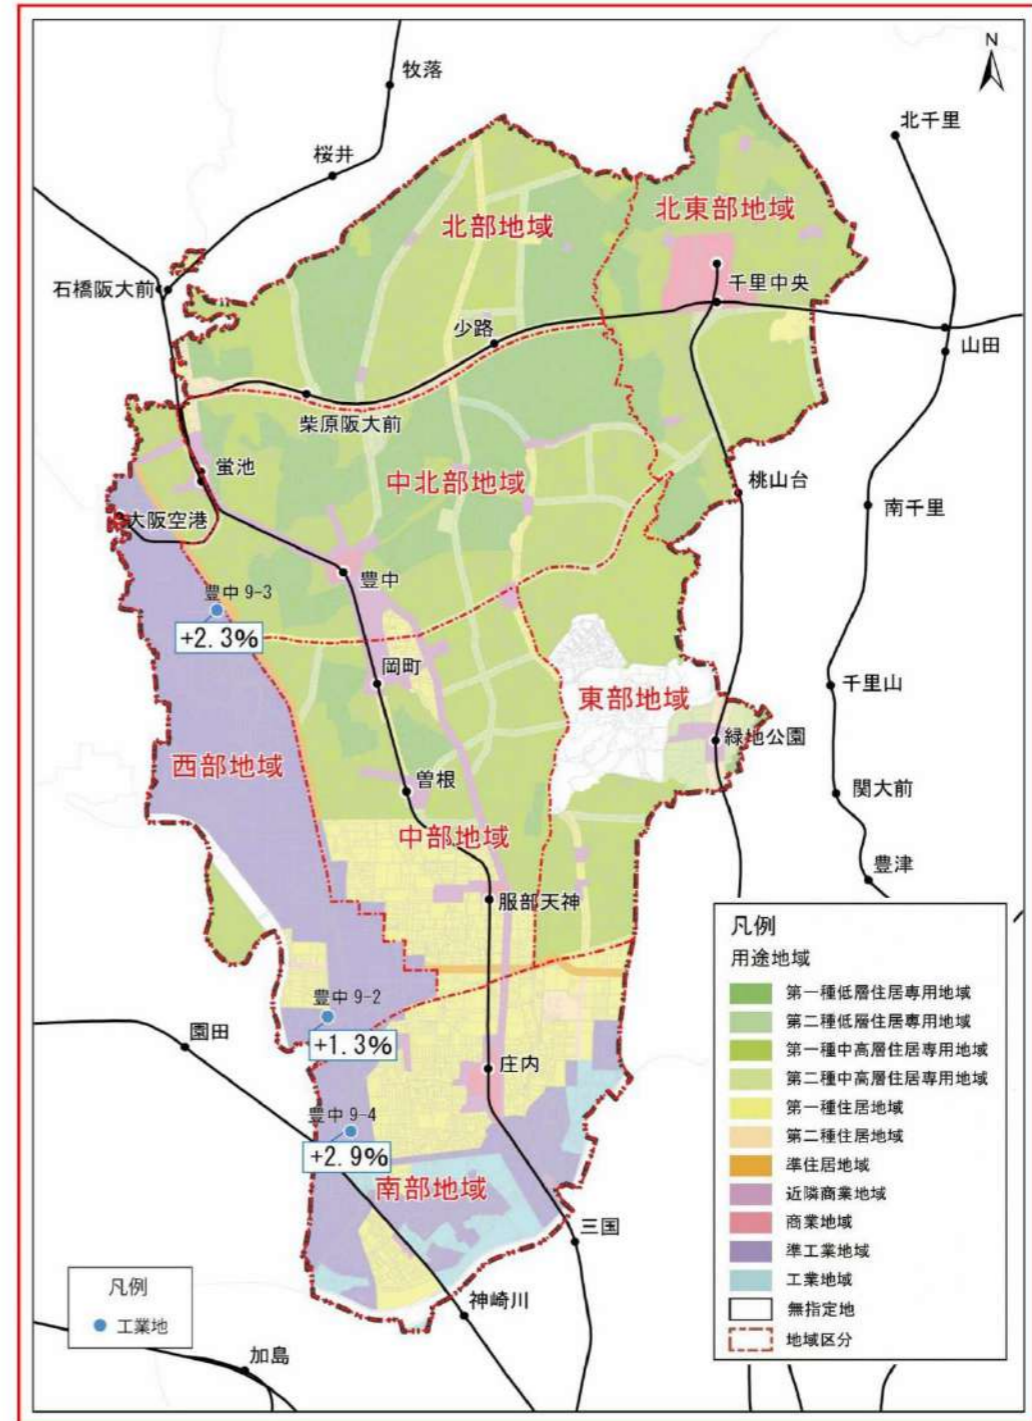 N
牧落
北千里
桜井
北東部地域
北部地域
千里中央
石橋阪大前
少路
山田
柴原阪大前
蛍池
中北部地域
桃山台
南千里
大阪空港
豊中
豊中 9-3
+2.3%
岡町
千里山
東部地域
緑地公園
西部地域
曽根
関大前
中部地域
豊津
服部天神
豊中 9-2
園田
+1.3%
庄内
豊中 9-4
+2.9%
南部地域
三国
神崎川
加島
凡例
工業地
凡例
用途地域
第一種低層住居専用地域
第二種低層住居専用地域
第一種中高層住居専用地域
第二種中高層住居専用地域
第一種住居地域
第二種住居地域
準住居地域
近隣商業地域
商業地域
準工業地域
工業地域
無指定地
地域区分